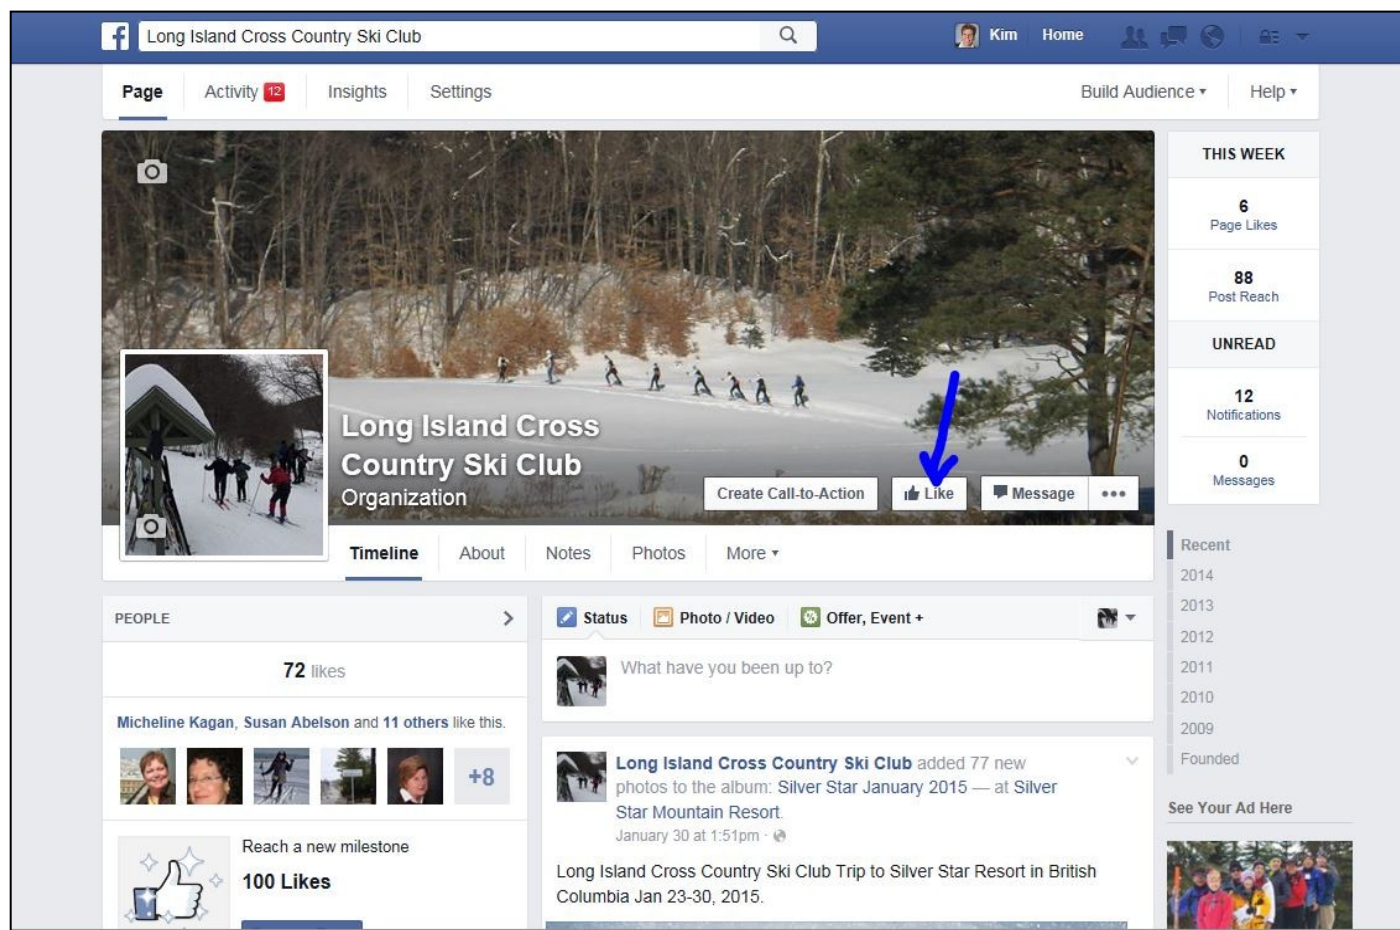 Long Island Cross Country Ski Club
Kim Home
Page Activity 12 Insights Settings
Build Audience Help
Long Island Cross
Country Ski Club
Organization
Create Call-to-Action Like Message
Timeline About Notes Photos More
THIS WEEK
6
Page Likes
88
Post Reach
UNREAD
12
Notifications
0
Messages
Recent
2014
2013
2012
2011
2010
2009
Founded
See Your Ad Here
PEOPLE
72 likes
Micheline Kagan, Susan Abelson and 11 others like this.
+8
Reach a new milestone
100 Likes
Status Photo / Video Offer, Event +
What have you been up to?
Long Island Cross Country Ski Club added 77 new
photos to the album: Silver Star January 2015 — at Silver
Star Mountain Resort.
January 30 at 1:51pm ·
Long Island Cross Country Ski Club Trip to Silver Star Resort in British
Columbia Jan 23-30, 2015.